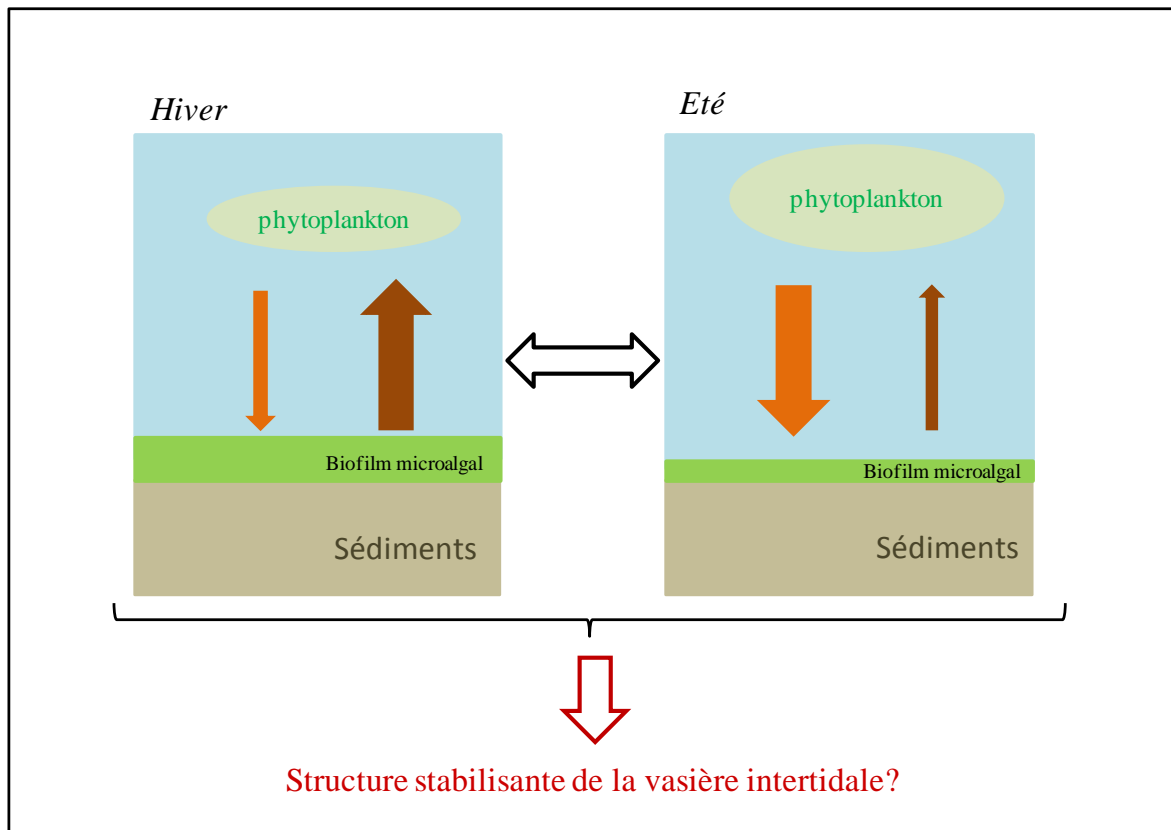 Hiver
Eté
phytoplankton
phytoplankton
Biofilm microalgal
Biofilm microalgal
Sédiments
Sédiments
Structure stabilisante de la vasière intertidale?